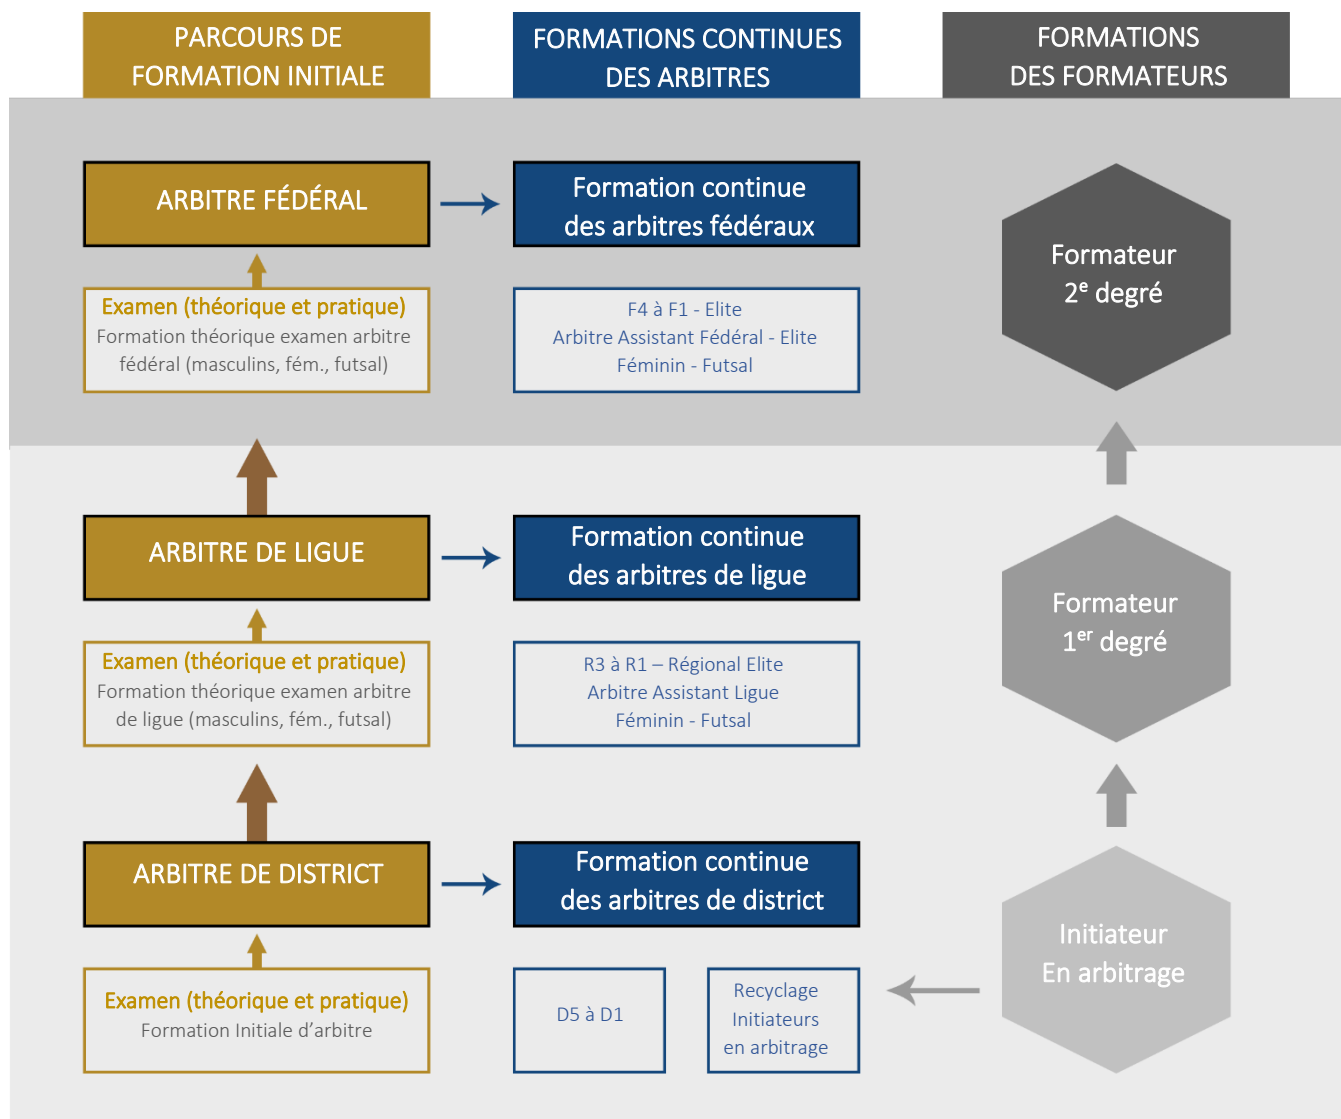 PARCOURS DE
FORMATION INITIALE
FORMATIONS CONTINUES
DES ARBITRES
FORMATIONS
DES FORMATEURS
ARBITRE FÉDÉRAL
Formation continue
des arbitres fédéraux
Examen (théorique et pratique)
Formation théorique examen arbitre
fédéral (masculins, fém., futsal)
F4 à F1 - Elite
Arbitre Assistant Fédéral - Elite
Féminin - Futsal
Formateur
2e degré
ARBITRE DE LIGUE
Formation continue
des arbitres de ligue
Examen (théorique et pratique)
Formation théorique examen arbitre
de ligue (masculins, fém., futsal)
R3 à R1 – Régional Elite
Arbitre Assistant Ligue
Féminin - Futsal
Formateur
1er degré
ARBITRE DE DISTRICT
Formation continue
des arbitres de district
Examen (théorique et pratique)
Formation Initiale d’arbitre
D5 à D1
Recyclage
Initiateurs
en arbitrage
Initiateur
En arbitrage